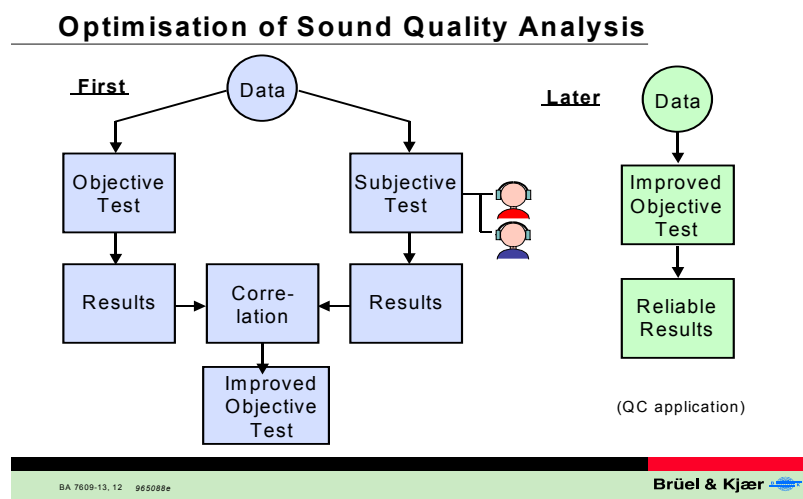 Optimisation of Sound Quality Analysis
First
Data
Objective
Test
Subjective
Test
Results
Corre-
lation
Results
Improved
Objective
Test
Later
Data
Improved
Objective
Test
Reliable
Results
(QC application)
BA 7609-13, 12 965088e
Brüel & Kjær